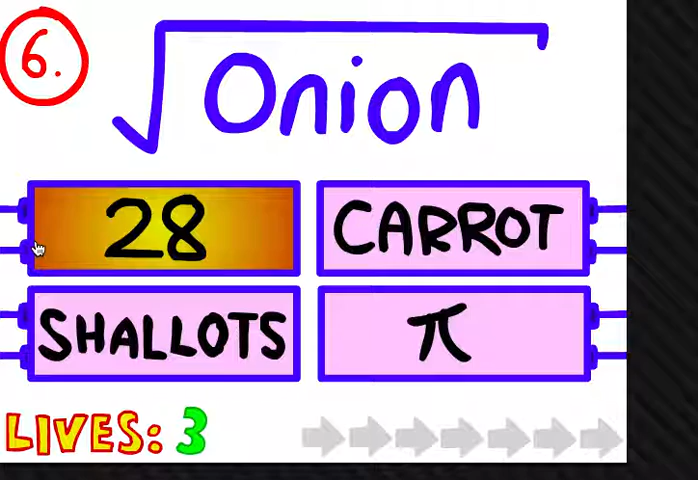 6.
√Onion
28 CARROT
SHALLOTS π
LIVES: 3